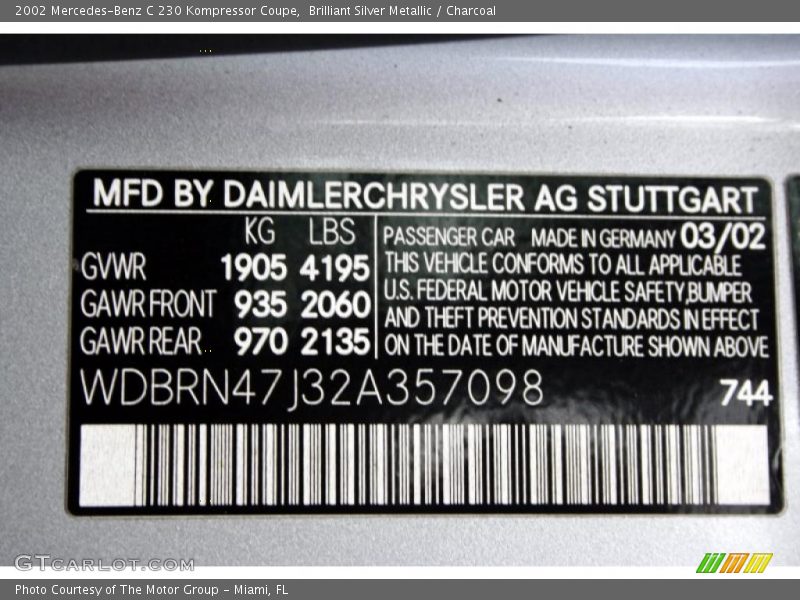 2002 Mercedes-Benz C 230 Kompressor Coupe,  Brilliant Silver Metallic / Charcoal
MFD BY DAIMLERCHRYSLER AG STUTTGART
KG LBS
GVWR 1905 4195
GAWR FRONT 935 2060
GAWR REAR 970 2135
PASSENGER CAR MADE IN GERMANY 03/02
THIS VEHICLE CONFORMS TO ALL APPLICABLE
U.S. FEDERAL MOTOR VEHICLE SAFETY,BUMPER
AND THEFT PREVENTION STANDARDS IN EFFECT
ON THE DATE OF MANUFACTURE SHOWN ABOVE
WDBRN47J32A357098 744
GTCARLOT.COM
Photo Courtesy of The Motor Group - Miami, FL